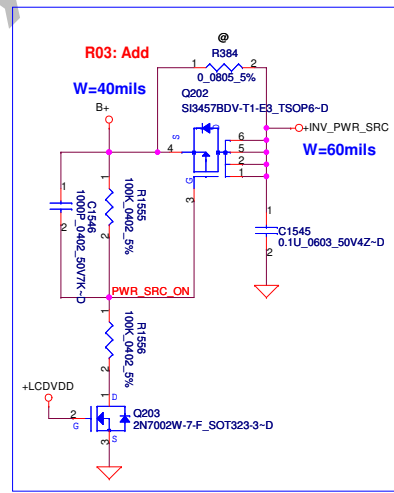 @
R03: Add
R384
1 2
0_0805_5%
W=40mils
Q202
SI3457BDV-T1-E3_TSOP6~D
B+
+INV_PWR_SRC
S
4
6
5
2
1
W=60mils
G
3
1
C1546
1000P_0402_50V7K~D
2
1
R1555
100K_0402_5%
2
1
C1545
0.1U_0603_50V4Z~D
2
PWR_SRC_ON
1
R1556
100K_0402_5%
2
+LCDVDD
1
D
Q203
2N7002W-7-F_SOT323-3~D
2
G
S
3